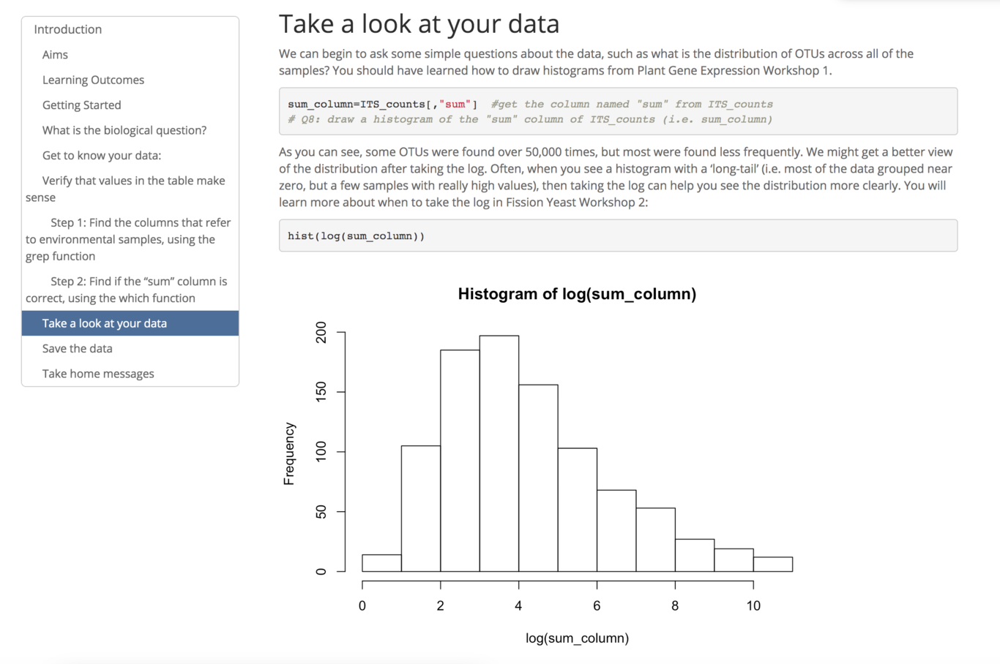 Introduction
Aims
Learning Outcomes
Getting Started
What is the biological question?
Get to know your data:
Verify that values in the table make
sense
Step 1: Find the columns that refer
to environmental samples, using the
grep function
Step 2: Find if the “sum” column is
correct, using the which function
Take a look at your data
Save the data
Take home messages
Take a look at your data
We can begin to ask some simple questions about the data, such as what is the distribution of OTUs across all of the
samples? You should have learned how to draw histograms from Plant Gene Expression Workshop 1.
sum_column=ITS_counts[,"sum"]  #get the column named "sum" from ITS_counts
# Q8: draw a histogram of the "sum" column of ITS_counts (i.e. sum_column)
As you can see, some OTUs were found over 50,000 times, but most were found less frequently. We might get a better view
of the distribution after taking the log. Often, when you see a histogram with a ‘long-tail’ (i.e. most of the data grouped near
zero, but a few samples with really high values), then taking the log can help you see the distribution more clearly. You will
learn more about when to take the log in Fission Yeast Workshop 2:
hist(log(sum_column))
Histogram of log(sum_column)
Frequency
200
150
100
50
0
0 2 4 6 8 10
log(sum_column)